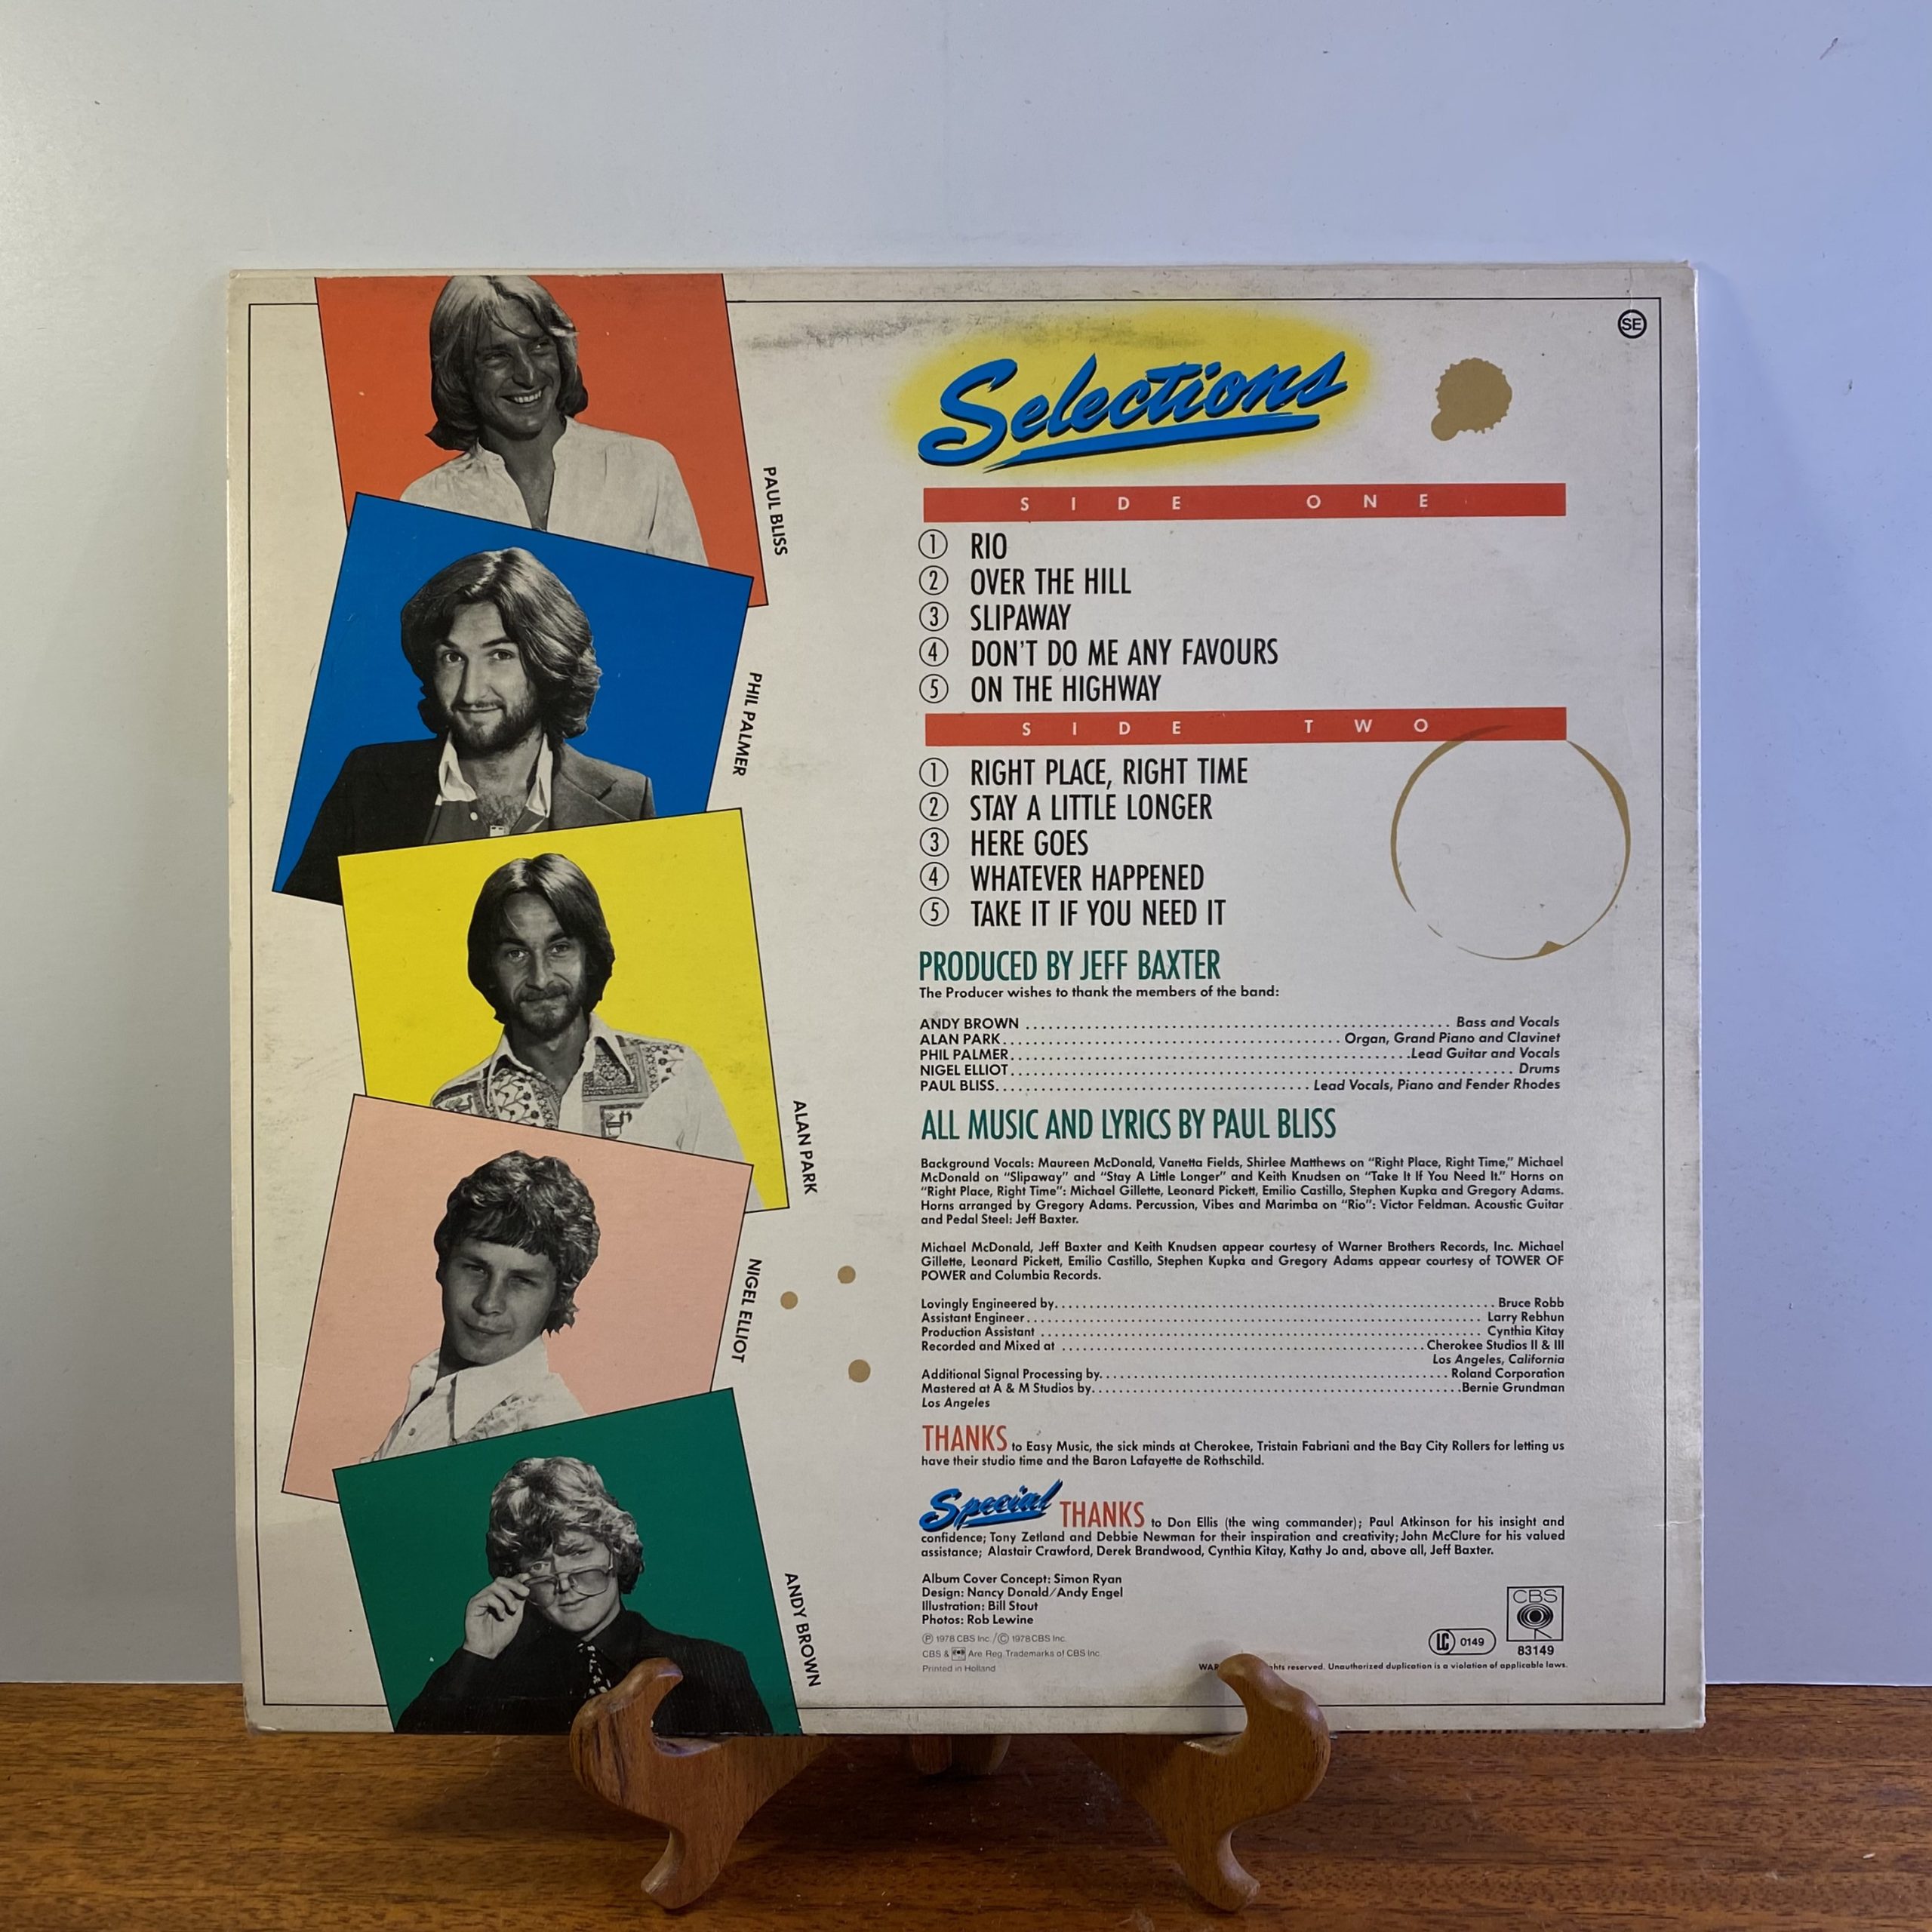 PAUL BLISS
PHIL PALMER
ALAN PARK
NIGEL ELLIOT
ANDY BROWN
Selections
SE
SIDE ONE
1 RIO
2 OVER THE HILL
3 SLIPAWAY
4 DON'T DO ME ANY FAVOURS
5 ON THE HIGHWAY
SIDE TWO
1 RIGHT PLACE, RIGHT TIME
2 STAY A LITTLE LONGER
3 HERE GOES
4 WHATEVER HAPPENED
5 TAKE IT IF YOU NEED IT
PRODUCED BY JEFF BAXTER
The Producer wishes to thank the members of the band:
ANDY BROWN ........ Bass and Vocals
ALAN PARK ........ Organ, Grand Piano and Clavinet
PHIL PALMER ........ Lead Guitar and Vocals
NIGEL ELLIOT ........ Drums
PAUL BLISS ........ Lead Vocals, Piano and Fender Rhodes
ALL MUSIC AND LYRICS BY PAUL BLISS
Background Vocals: Maureen McDonald, Vanetta Fields, Shirlee Matthews on "Right Place, Right Time," Michael
McDonald on "Slipaway" and "Stay A Little Longer" and Keith Knudsen on "Take It If You Need It." Horns on
"Right Place, Right Time": Michael Gillette, Leonard Pickett, Emilio Castillo, Stephen Kupka and Gregory Adams.
Horns arranged by Gregory Adams. Percussion, Vibes and Marimba on "Rio": Victor Feldman. Acoustic Guitar
and Pedal Steel: Jeff Baxter.
Michael McDonald, Jeff Baxter and Keith Knudsen appear courtesy of Warner Brothers Records, Inc. Michael
Gillette, Leonard Pickett, Emilio Castillo, Stephen Kupka and Gregory Adams appear courtesy of TOWER OF
POWER and Columbia Records.
Lovingly Engineered by ........ Bruce Robb
Assistant Engineer ........ Larry Rebhun
Production Assistant ........ Cynthia Kitay
Recorded and Mixed at ........ Cherokee Studios II & III
Los Angeles, California
Additional Signal Processing by ........ Roland Corporation
Mastered at A & M Studios by ........ Bernie Grundman
Los Angeles
THANKS to Easy Music, the sick minds at Cherokee, Tristain Fabriani and the Bay City Rollers for letting us
have their studio time and the Baron Lafayette de Rothschild.
Special THANKS to Don Ellis (the wing commander); Paul Atkinson for his insight and
confidence; Tony Zetland and Debbie Newman for their inspiration and creativity; John McClure for his valued
assistance; Alastair Crawford, Derek Brandwood, Cynthia Kitay, Kathy Jo and, above all, Jeff Baxter.
Album Cover Concept: Simon Ryan
Design: Nancy Donald/Andy Engel
Illustration: Bill Stout
Photos: Rob Lewine
℗ 1978 CBS Inc./© 1978 CBS Inc.
CBS & Are Reg. Trademarks of CBS Inc.
Printed in Holland
CBS
LC 0149
83149
reserved. Unauthorized duplication is a violation of applicable laws.